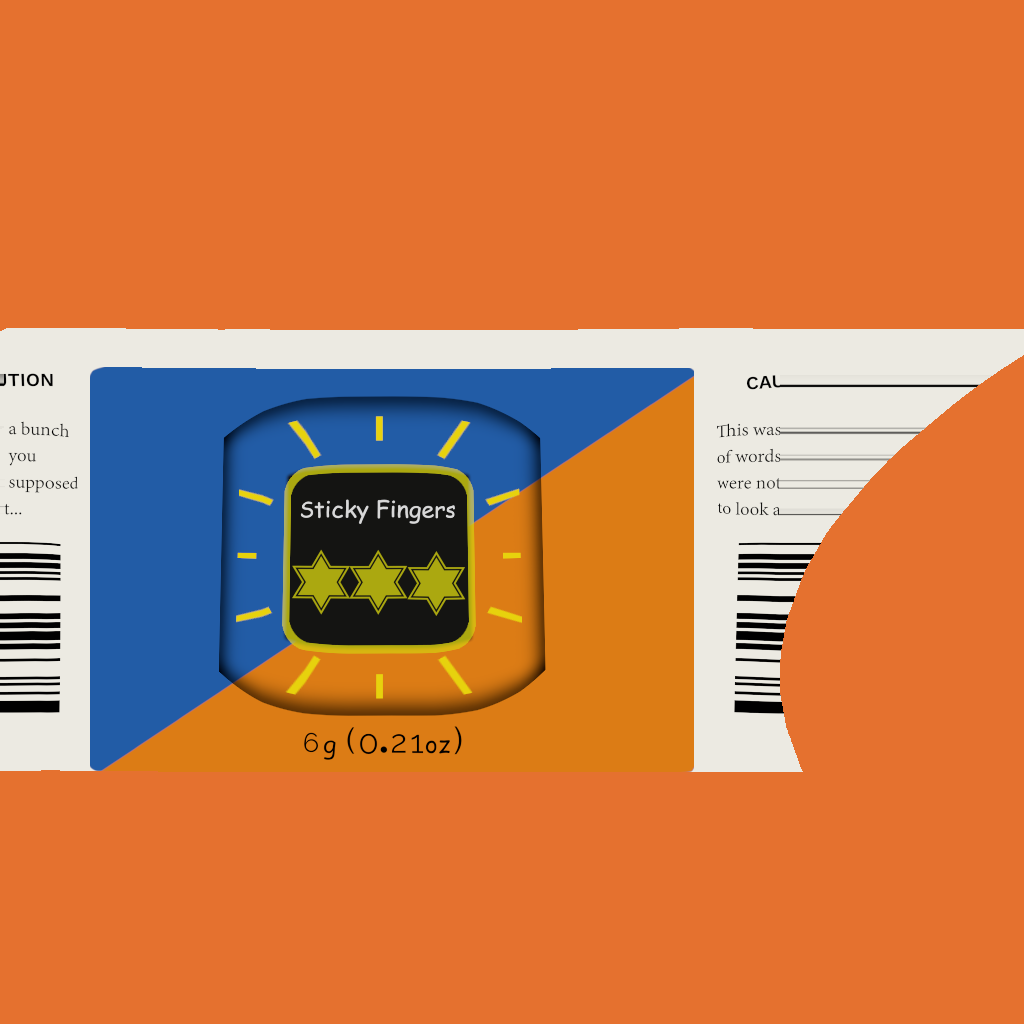 UTION
a bunch
you
supposed
t...
Sticky Fingers
6g (0.21oz)
CAU
This was
of words
were not
to look a